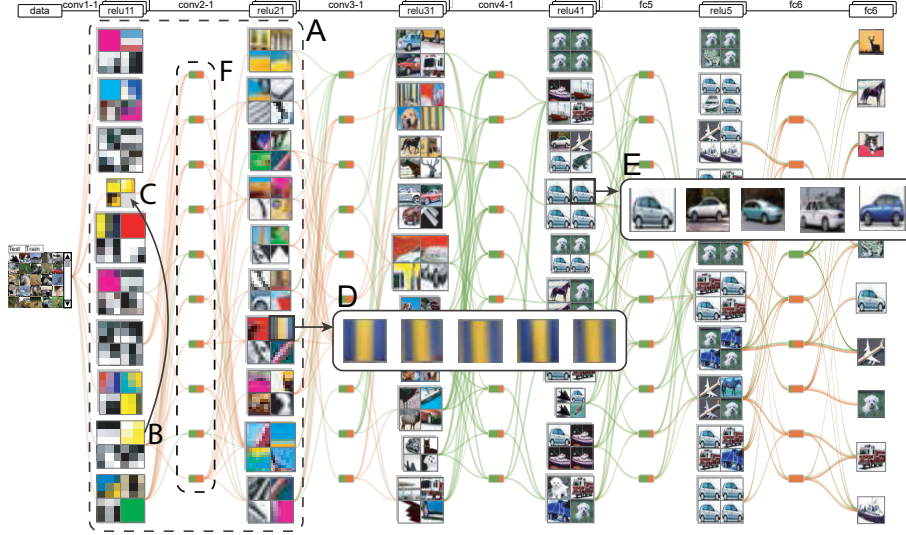 data conv1-1 relu11 conv2-1 relu21 conv3-1 relu31 conv4-1 relu41 fc5 relu5 fc6 fc6
A
F
E
C
Test Train
D
B